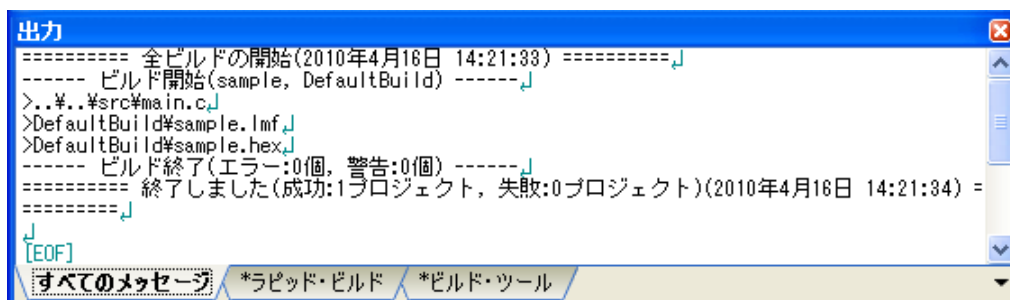 出力
========== 全ビルドの開始(2010年4月16日 14:21:33) ==========↲
------ ビルド開始(sample, DefaultBuild) ------↲
>..¥..¥src¥main.c↲
>DefaultBuild¥sample.lmf↲
>DefaultBuild¥sample.hex↲
------ ビルド終了(エラー:0個, 警告:0個) ------↲
========== 終了しました(成功:1プロジェクト, 失敗:0プロジェクト)(2010年4月16日 14:21:34) =
=========↲
↲
[EOF]
すべてのメッセージ *ラピッド・ビルド *ビルド・ツール